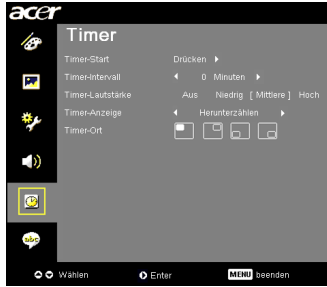 acer
Timer
Timer-Start Drücken
Timer-Intervall 0 Minuten
Timer-Lautstärke Aus Niedrig [ Mittlere ] Hoch
Timer-Anzeige Herunterzählen
Timer-Ort
abc
Wählen Enter MENU beenden